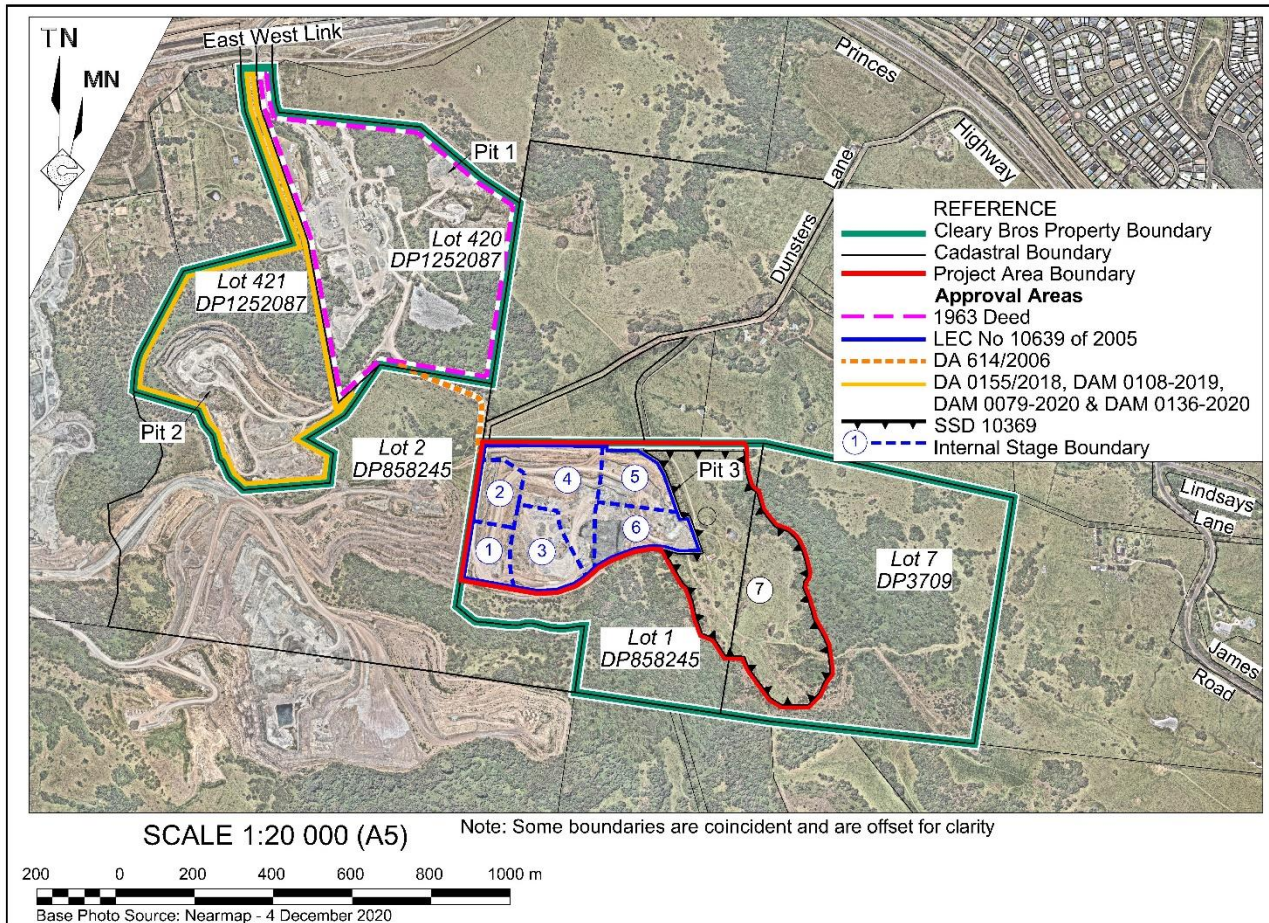 TN
MN
East West Link
Princes
Highway
Dunsters
Lane
Pit 1
Lot 420
DP1252087
Lot 421
DP1252087
Pit 2
Lot 2
DP858245
REFERENCE
Cleary Bros Property Boundary
Cadastral Boundary
Project Area Boundary
Approval Areas
1963 Deed
LEC No 10639 of 2005
DA 614/2006
DA 0155/2018, DAM 0108-2019,
DAM 0079-2020 & DAM 0136-2020
SSD 10369
1 Internal Stage Boundary
Pit 3
2
4
5
1
3
6
7
Lot 7
DP3709
Lot 1
DP858245
Lindsays
Lane
James
Road
SCALE 1:20 000 (A5)
Note: Some boundaries are coincident and are offset for clarity
200 0 200 400 600 800 1000 m
Base Photo Source: Nearmap - 4 December 2020